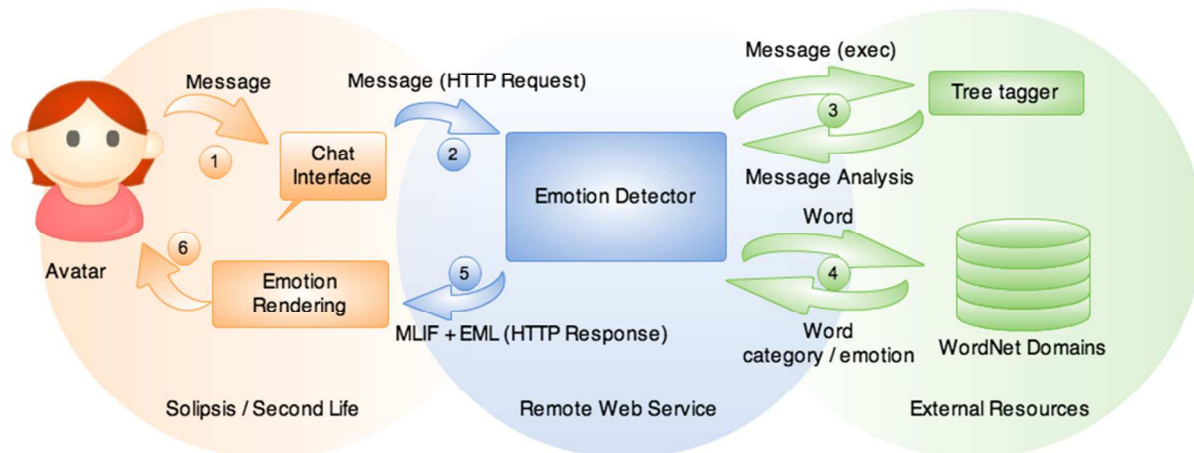 Message
1
Chat
Interface
Avatar
6
Emotion
Rendering
Solipsis / Second Life
Message (HTTP Request)
2
Emotion Detector
5
MLIF + EML (HTTP Response)
Remote Web Service
Message (exec)
3
Tree tagger
Message Analysis
Word
4
Word
category / emotion
WordNet Domains
External Resources